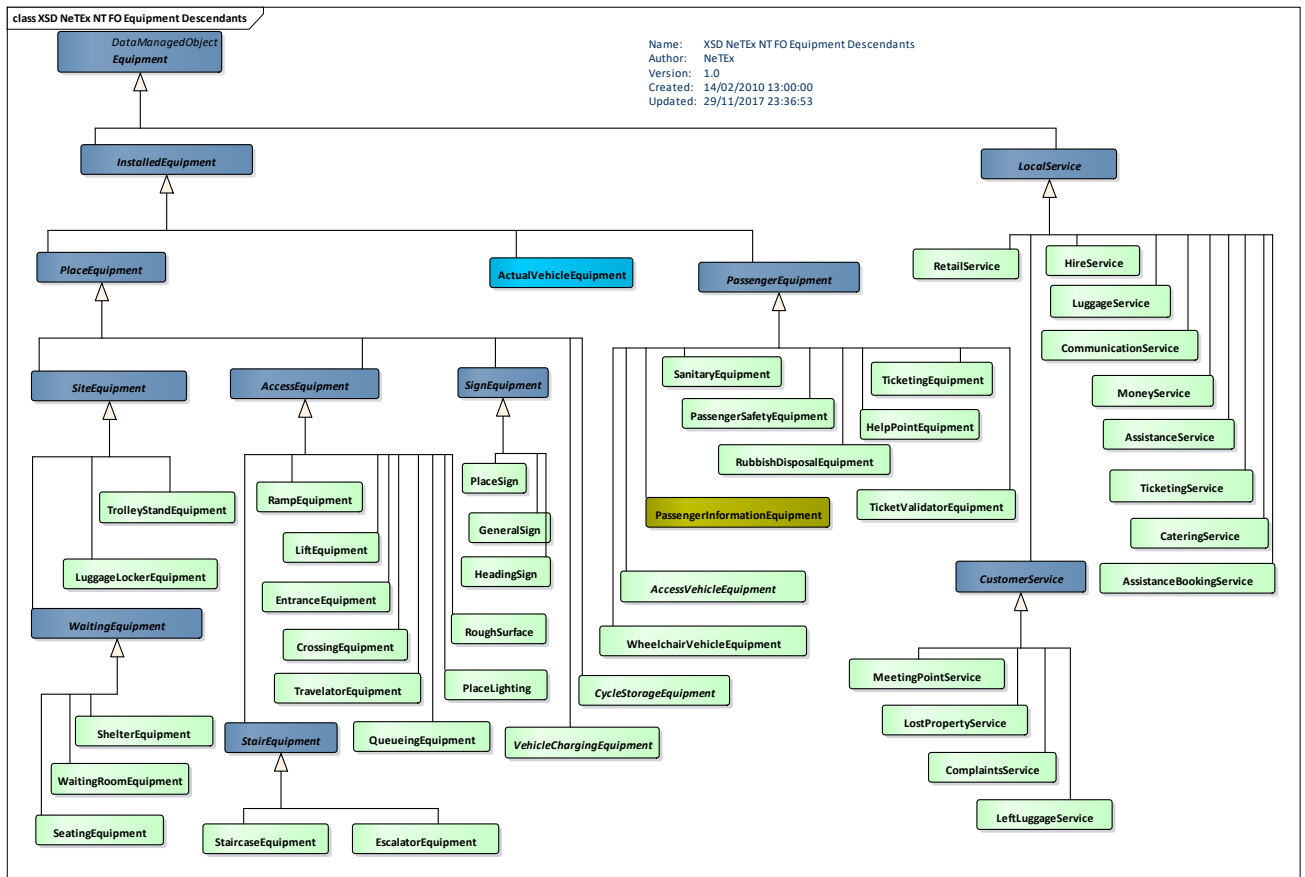 class XSD NeTEx NT FO Equipment Descendants
DataManagedObject
Equipment
Name: XSD NeTEx NT FO Equipment Descendants
Author: NeTEx
Version: 1.0
Created: 14/02/2010 13:00:00
Updated: 29/11/2017 23:36:53
InstalledEquipment
LocalService
PlaceEquipment
ActualVehicleEquipment
PassengerEquipment
RetailService
HireService
LuggageService
CommunicationService
MoneyService
AssistanceService
TicketingService
CateringService
AssistanceBookingService
SiteEquipment
AccessEquipment
SignEquipment
SanitaryEquipment
TicketingEquipment
PassengerSafetyEquipment
HelpPointEquipment
RubbishDisposalEquipment
PassengerInformationEquipment
TicketValidatorEquipment
AccessVehicleEquipment
WheelchairVehicleEquipment
TrolleyStandEquipment
LuggageLockerEquipment
WaitingEquipment
ShelterEquipment
WaitingRoomEquipment
SeatingEquipment
RampEquipment
LiftEquipment
EntranceEquipment
CrossingEquipment
TravelatorEquipment
StairEquipment
QueueingEquipment
StaircaseEquipment
EscalatorEquipment
PlaceSign
GeneralSign
HeadingSign
RoughSurface
PlaceLighting
CycleStorageEquipment
VehicleChargingEquipment
CustomerService
MeetingPointService
LostPropertyService
ComplaintsService
LeftLuggageService